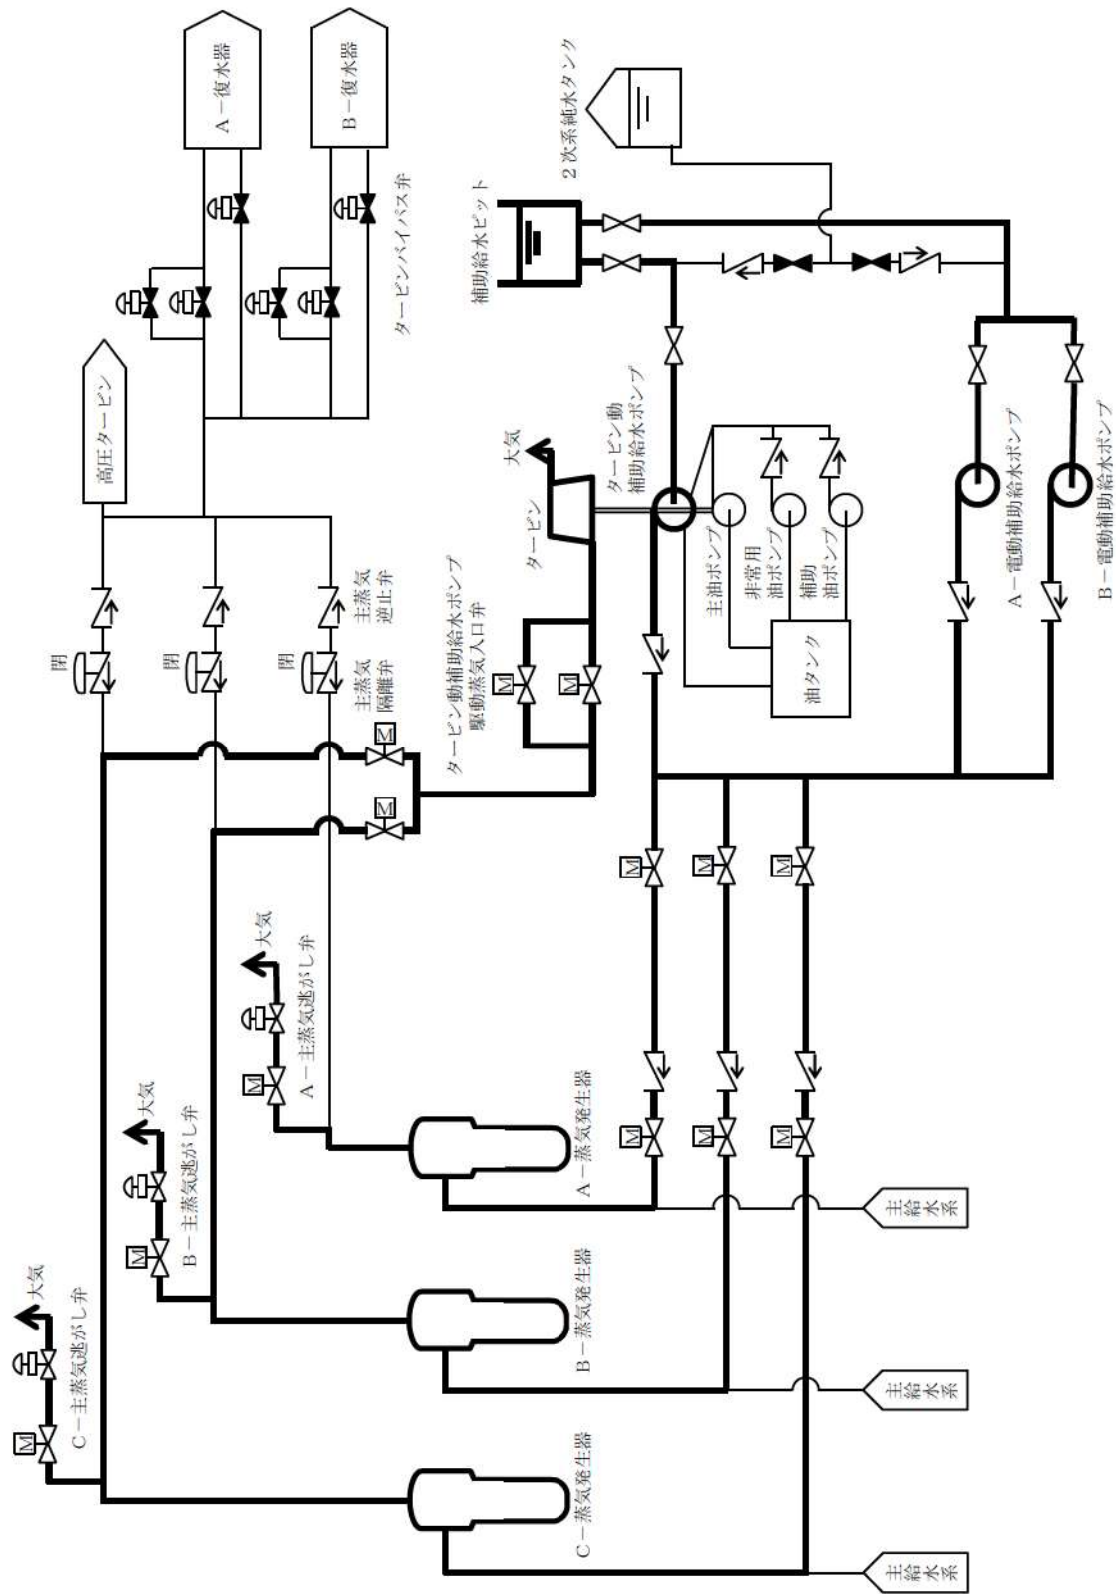 A－復水器
B－復水器
タービンバイパス弁
2次系純水タンク
補助給水ピット
高圧タービン
閉
閉
閉
主蒸気
逆止弁
主蒸気
隔離弁
大気
タービン
タービン動
補助給水ポンプ
タービン動補助給水ポンプ
駆動蒸気入口弁
M
M
M
M
主油ポンプ
非常用
油ポンプ
補助
油ポンプ
油タンク
A－電動補助給水ポンプ
B－電動補助給水ポンプ
M
M
M
大気
M
A－主蒸気逃がし弁
大気
M
B－主蒸気逃がし弁
大気
M
C－主蒸気逃がし弁
M
M
M
A－蒸気発生器
B－蒸気発生器
C－蒸気発生器
主
給
水
系
主
給
水
系
主
給
水
系